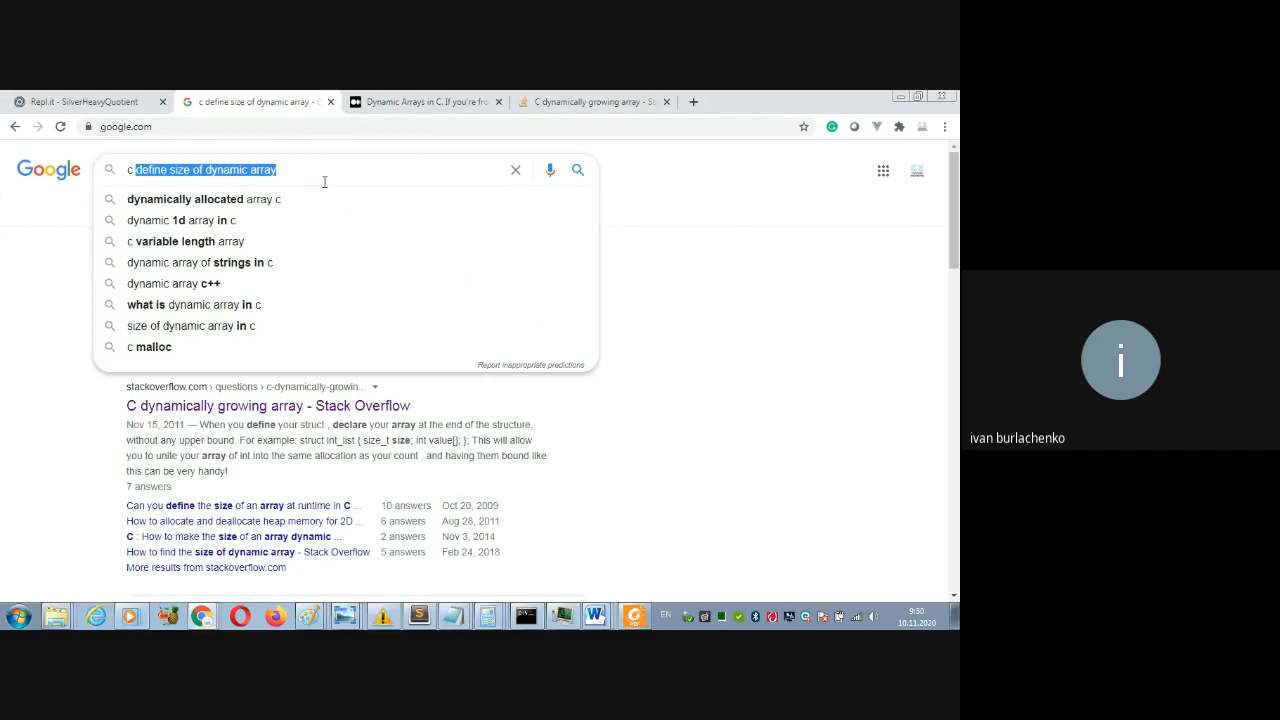 Repl.it - SilverHeavyQuotient
c define size of dynamic array - C
Dynamic Arrays in C. If you're fro
C dynamically growing array - St
google.com
Google
c define size of dynamic array
dynamically allocated array c
dynamic 1d array in c
c variable length array
dynamic array of strings in c
dynamic array c++
what is dynamic array in c
size of dynamic array in c
c malloc
Report inappropriate predictions
stackoverflow.com › questions › c-dynamically-growin...
C dynamically growing array - Stack Overflow
Nov 15, 2011 — When you define your struct , declare your array at the end of the structure,
without any upper bound. For example: struct int_list { size_t size; int value[]; }; This will allow
you to unite your array of int into the same allocation as your count , and having them bound like
this can be very handy!
7 answers
Can you define the size of an array at runtime in C ... 10 answers Oct 20, 2009
How to allocate and deallocate heap memory for 2D ... 6 answers Aug 28, 2011
C : How to make the size of an array dynamic ... 2 answers Nov 3, 2014
How to find the size of dynamic array - Stack Overflow 5 answers Feb 24, 2018
More results from stackoverflow.com
EN
9:50
10.11.2020
i
ivan burlachenko